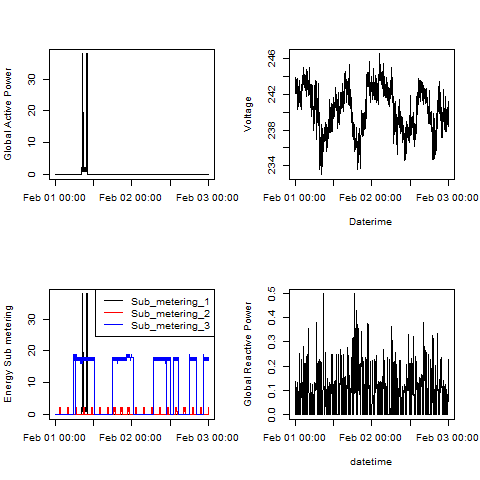 Global Active Power
0 10 20 30
Feb 01 00:00 Feb 02 00:00 Feb 03 00:00
Voltage
234 238 242 246
Feb 01 00:00 Feb 02 00:00 Feb 03 00:00
Daterime
Energy Sub metering
0 10 20 30
Sub_metering_1
Sub_metering_2
Sub_metering_3
Feb 01 00:00 Feb 02 00:00 Feb 03 00:00
Global Reactive Power
0.0 0.1 0.2 0.3 0.4 0.5
Feb 01 00:00 Feb 02 00:00 Feb 03 00:00
datetime